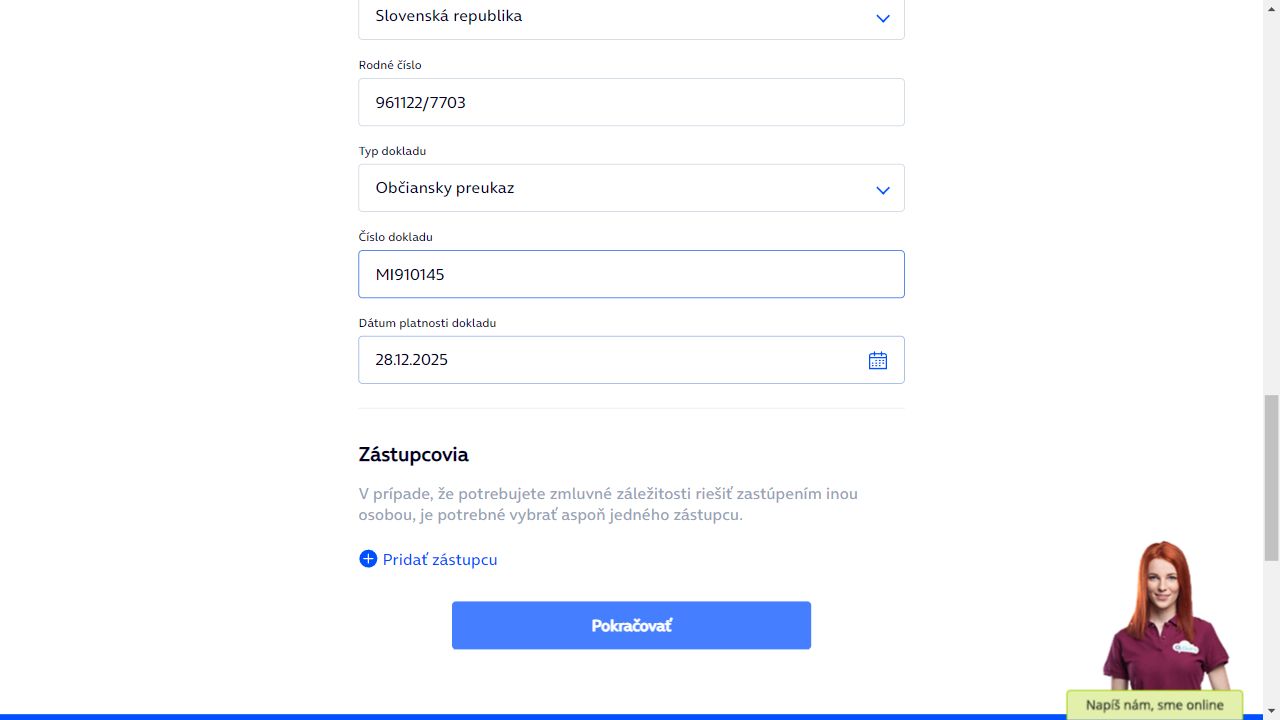 Slovenská republika
Rodné číslo
961122/7703
Typ dokladu
Občiansky preukaz
Číslo dokladu
MI910145
Dátum platnosti dokladu
28.12.2025
Zástupcovia
V prípade, že potrebujete zmluvné záležitosti riešiť zastúpením inou
osobou, je potrebné vybrať aspoň jedného zástupcu.
Pridať zástupcu
Pokračovať
Napíš nám, sme online